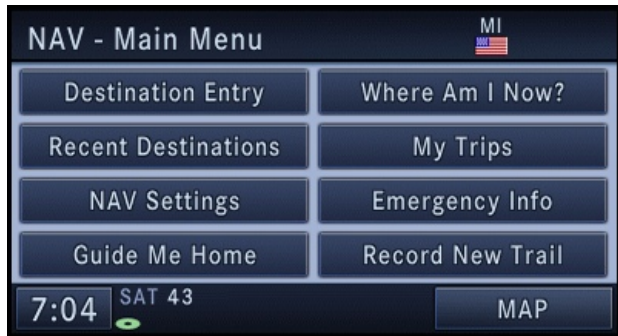 NAV - Main Menu
MI
Destination Entry
Where Am I Now?
Recent Destinations
My Trips
NAV Settings
Emergency Info
Guide Me Home
Record New Trail
7:04
SAT 43
MAP